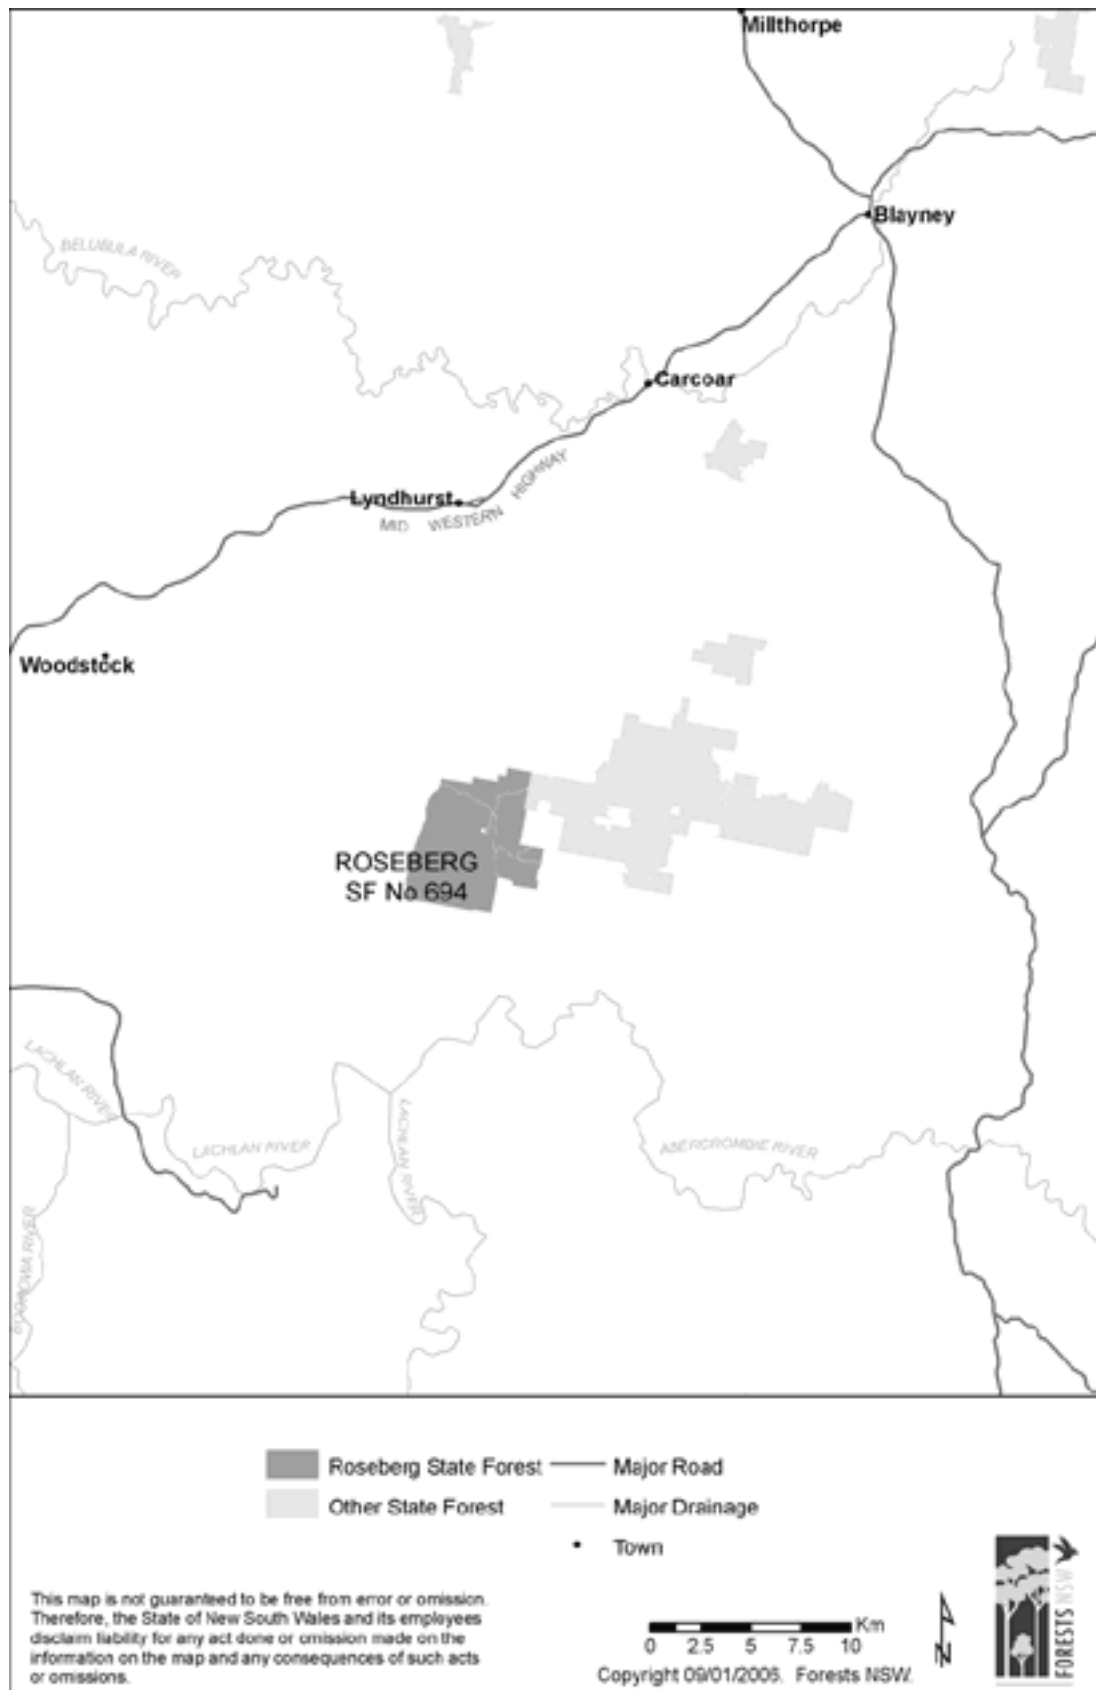 Millthorpe
Blayney
BELUBULA RIVER
Carcoar
Lyndhurst
MID WESTERN HIGHWAY
Woodstock
ROSEBERG
SF No 694
LACHLAN RIVER
LACHLAN RIVER
LACHLAN RIVER
ABERCROMBIE RIVER
BOOROWA RIVER
Roseberg State Forest
Major Road
Other State Forest
Major Drainage
Town
This map is not guaranteed to be free from error or omission.
Therefore, the State of New South Wales and its employees
disclaim liability for any act done or omission made on the
information on the map and any consequences of such acts
or omissions.
Km
0 2.5 5 7.5 10
Copyright 09/01/2006. Forests NSW.
N
FORESTS NSW